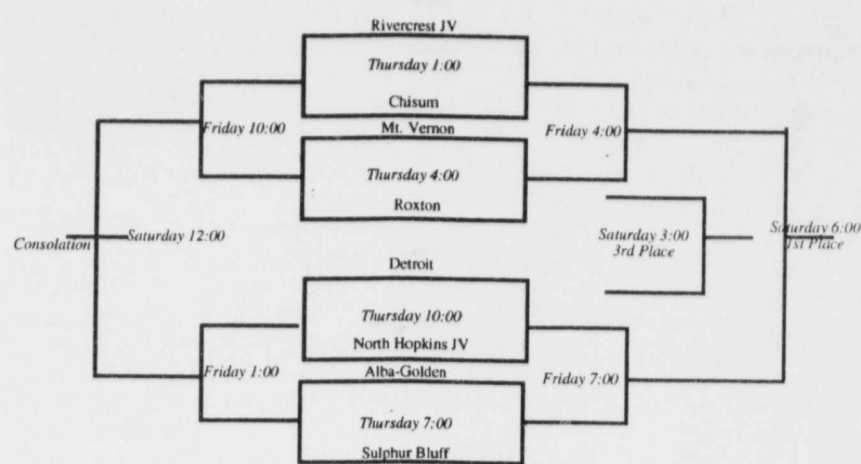 Rivercrest JV
Thursday 1:00
Chisum
Friday 10:00
Mt. Vernon
Friday 4:00
Thursday 4:00
Roxton
Consolation
Saturday 12:00
Saturday 3:00
3rd Place
Saturday 6:00
1st Place
Detroit
Thursday 10:00
North Hopkins JV
Friday 1:00
Alba-Golden
Friday 7:00
Thursday 7:00
Sulphur Bluff